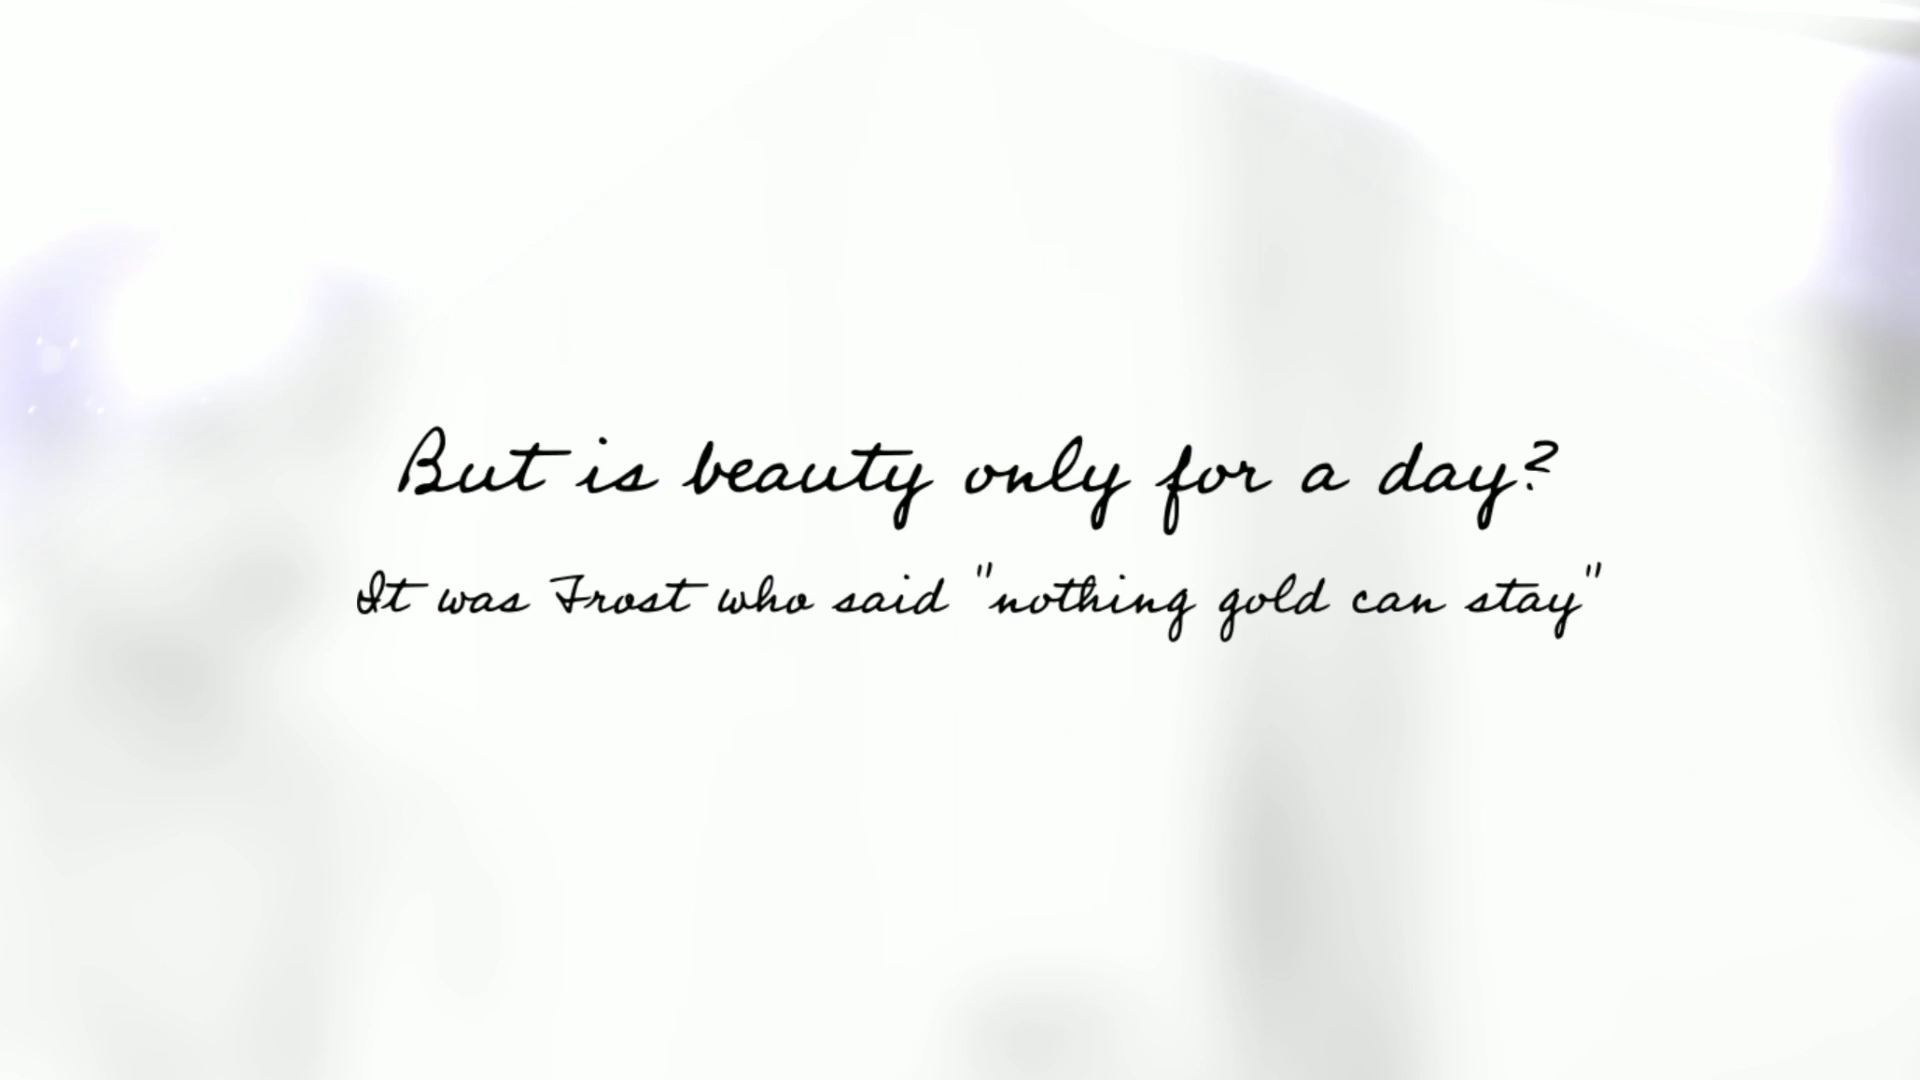 But is beauty only for a day?
It was Frost who said "nothing gold can stay"